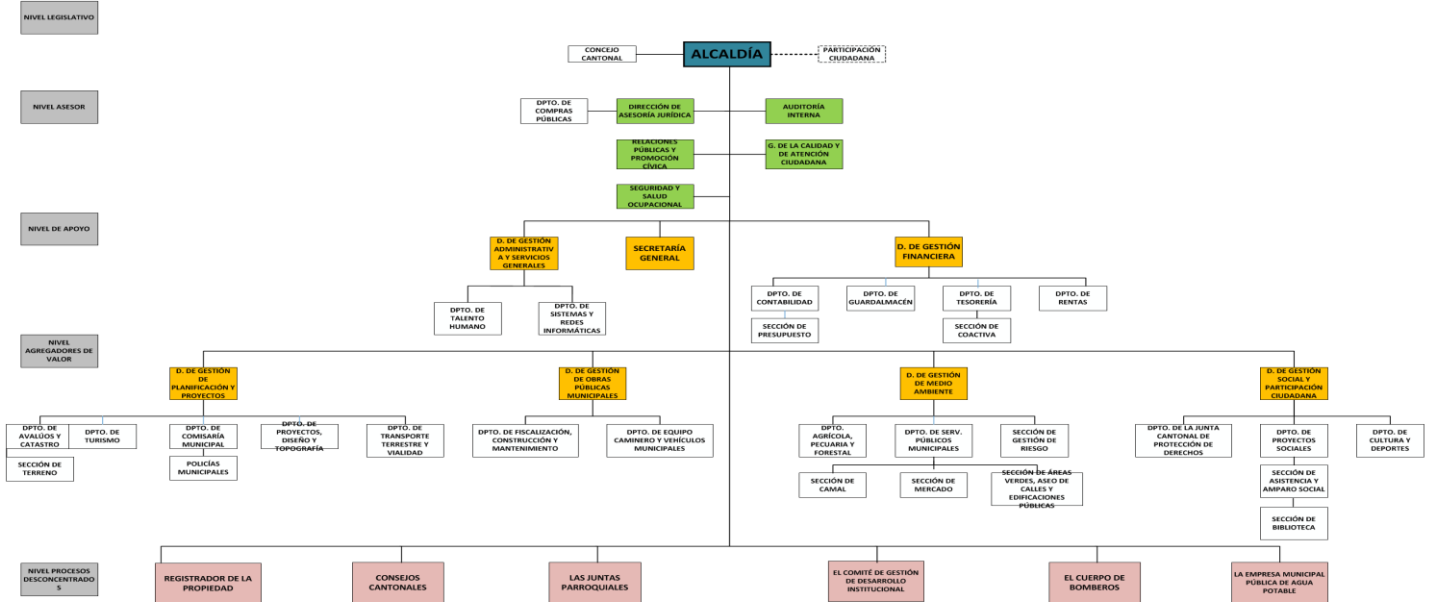 NIVEL LEGISLATIVO
CONCEJO
CANTONAL
ALCALDÍA
PARTICIPACIÓN
CIUDADANA
NIVEL ASESOR
DPTO. DE
COMPRAS
PÚBLICAS
DIRECCIÓN DE
ASESORÍA JURÍDICA
AUDITORÍA
INTERNA
RELACIONES
PÚBLICAS Y
PROMOCIÓN
CÍVICA
G. DE LA CALIDAD Y
DE ATENCIÓN
CIUDADANA
SEGURIDAD Y
SALUD
OCUPACIONAL
NIVEL DE APOYO
D. DE GESTIÓN
ADMINISTRATIV
A Y SERVICIOS
GENERALES
SECRETARÍA
GENERAL
D. DE GESTIÓN
FINANCIERA
DPTO. DE
TALENTO
HUMANO
DPTO. DE
SISTEMAS Y
REDES
INFORMÁTICAS
DPTO. DE
CONTABILIDAD
DPTO. DE
GUARDALMACÉN
DPTO. DE
TESORERÍA
DPTO. DE
RENTAS
SECCIÓN DE
PRESUPUESTO
SECCIÓN DE
COACTIVA
NIVEL
AGREGADORES DE
VALOR
D. DE GESTIÓN
DE
PLANIFICACIÓN Y
PROYECTOS
D. DE GESTIÓN
DE OBRAS
PÚBLICAS
MUNICIPALES
D. DE GESTIÓN
DE MEDIO
AMBIENTE
D. DE GESTIÓN
SOCIAL Y
PARTICIPACIÓN
CIUDADANA
DPTO. DE
AVALÚOS Y
CATASTRO
DPTO. DE
TURISMO
DPTO. DE
COMISARÍA
MUNICIPAL
DPTO. DE
PROYECTOS,
DISEÑO Y
TOPOGRAFÍA
DPTO. DE
TRANSPORTE
TERRESTRE Y
VIALIDAD
DPTO. DE FISCALIZACIÓN,
CONSTRUCCIÓN Y
MANTENIMIENTO
DPTO. DE EQUIPO
CAMINERO Y VEHÍCULOS
MUNICIPALES
DPTO.
AGRÍCOLA,
PECUARIA Y
FORESTAL
DPTO. DE SERV.
PÚBLICOS
MUNICIPALES
SECCIÓN DE
GESTIÓN DE
RIESGO
DPTO. DE LA JUNTA
CANTONAL DE
PROTECCIÓN DE
DERECHOS
DPTO. DE
PROYECTOS
SOCIALES
DPTO. DE
CULTURA Y
DEPORTES
SECCIÓN DE
TERRENO
POLICÍAS
MUNICIPALES
SECCIÓN DE
CAMAL
SECCIÓN DE
MERCADO
SECCIÓN DE ÁREAS
VERDES, ASEO DE
CALLES Y
EDIFICACIONES
PÚBLICAS
SECCIÓN DE
ASISTENCIA Y
AMPARO SOCIAL
SECCIÓN DE
BIBLIOTECA
NIVEL PROCESOS
DESCONCENTRADO
S
REGISTRADOR DE LA
PROPIEDAD
CONSEJOS
CANTONALES
LAS JUNTAS
PARROQUIALES
EL COMITÉ DE GESTIÓN
DE DESARROLLO
INSTITUCIONAL
EL CUERPO DE
BOMBEROS
LA EMPRESA MUNICIPAL
PÚBLICA DE AGUA
POTABLE